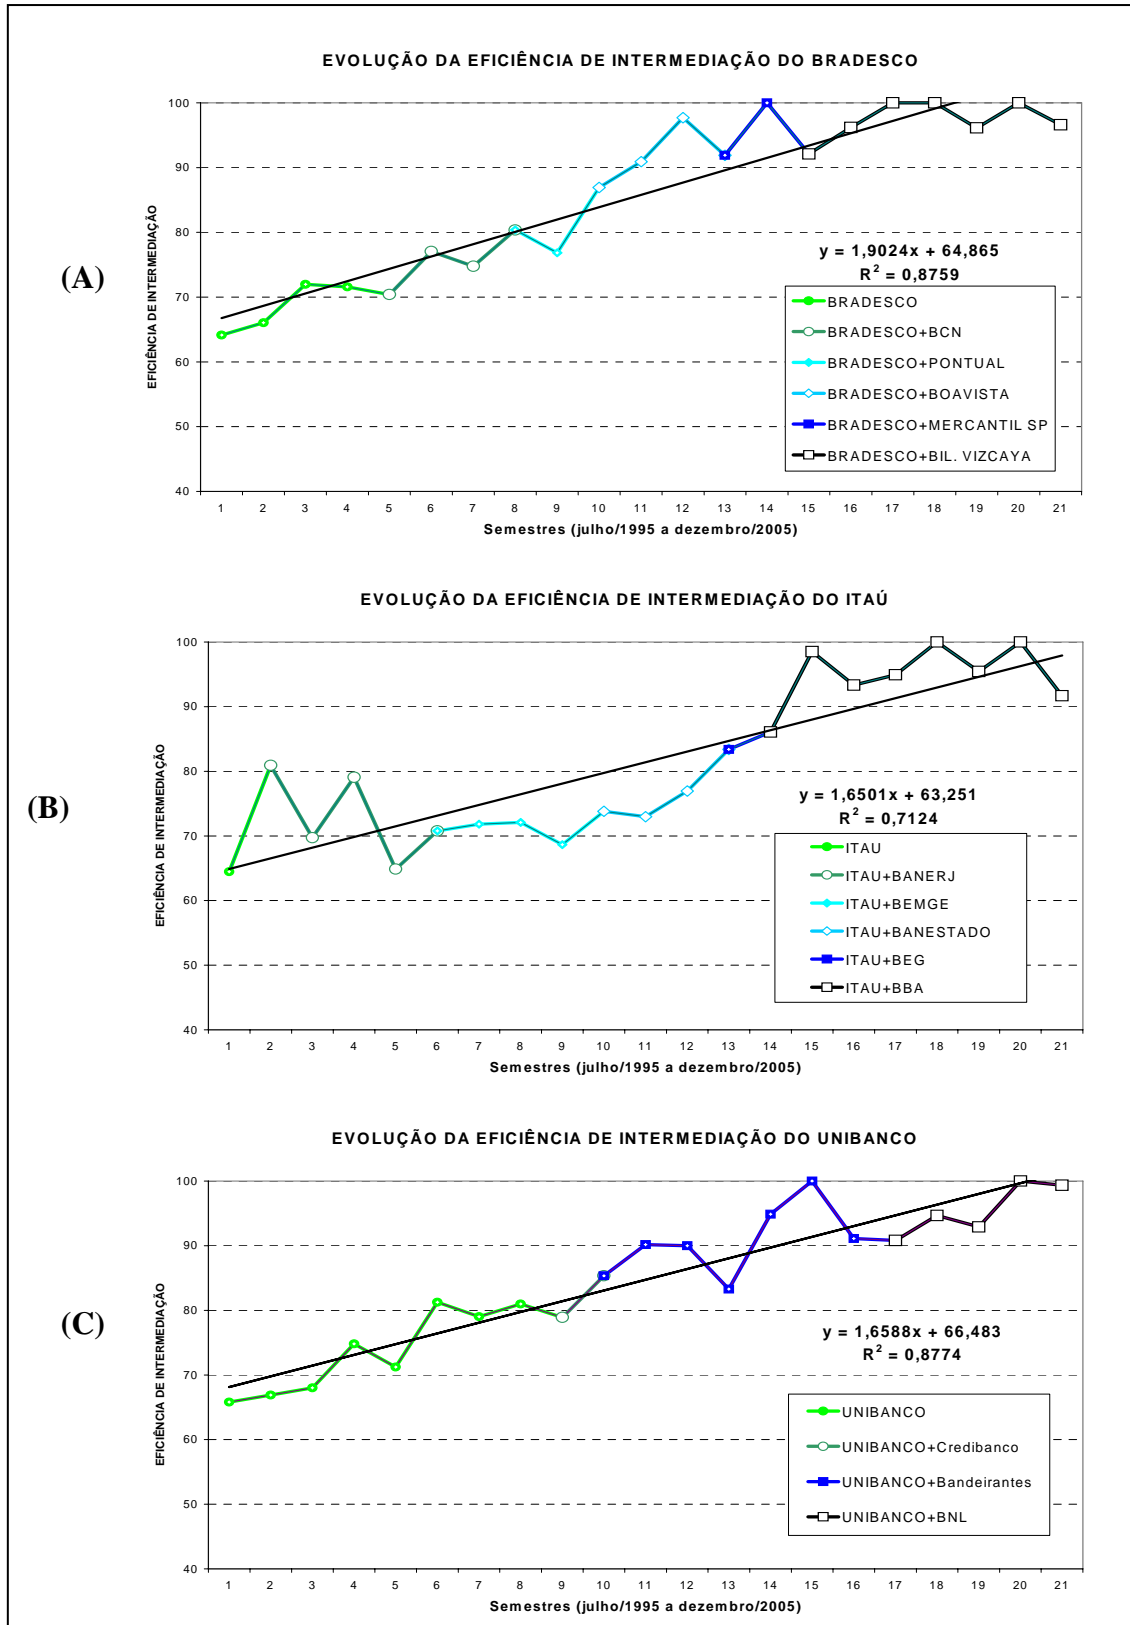 EVOLUÇÃO DA EFICIÊNCIA DE INTERMEDIAÇÃO DO BRADESCO
(A)
EFICIÊNCIA DE INTERMEDIAÇÃO
100
90
80
70
60
50
40
y = 1,9024x + 64,865
R² = 0,8759
BRADESCO
BRADESCO+BCN
BRADESCO+PONTUAL
BRADESCO+BOAVISTA
BRADESCO+MERCANTIL SP
BRADESCO+BIL. VIZCAYA
1 2 3 4 5 6 7 8 9 10 11 12 13 14 15 16 17 18 19 20 21
Semestres (julho/1995 a dezembro/2005)
EVOLUÇÃO DA EFICIÊNCIA DE INTERMEDIAÇÃO DO ITAÚ
(B)
EFICIÊNCIA DE INTERMEDIAÇÃO
100
90
80
70
60
50
40
y = 1,6501x + 63,251
R² = 0,7124
ITAU
ITAU+BANERJ
ITAU+BEMGE
ITAU+BANESTADO
ITAU+BEG
ITAU+BBA
1 2 3 4 5 6 7 8 9 10 11 12 13 14 15 16 17 18 19 20 21
Semestres (julho/1995 a dezembro/2005)
EVOLUÇÃO DA EFICIÊNCIA DE INTERMEDIAÇÃO DO UNIBANCO
(C)
EFICIÊNCIA DE INTERMEDIAÇÃO
100
90
80
70
60
50
40
y = 1,6588x + 66,483
R² = 0,8774
UNIBANCO
UNIBANCO+Credibanco
UNIBANCO+Bandeirantes
UNIBANCO+BNL
1 2 3 4 5 6 7 8 9 10 11 12 13 14 15 16 17 18 19 20 21
Semestres (julho/1995 a dezembro/2005)